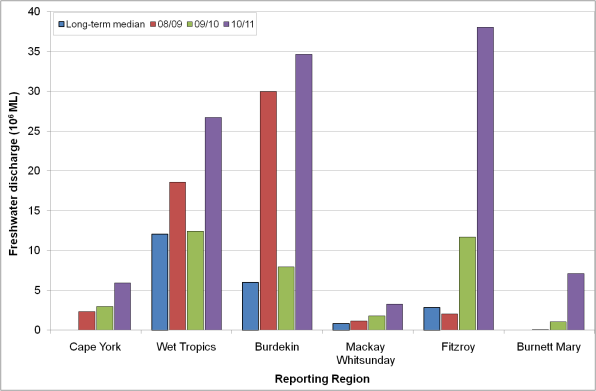 Long-term median 08/09 09/10 10/11
Freshwater discharge (10⁶ ML)
40
35
30
25
20
15
10
5
0
Cape York Wet Tropics Burdekin Mackay Whitsunday Fitzroy Burnett Mary
Reporting Region